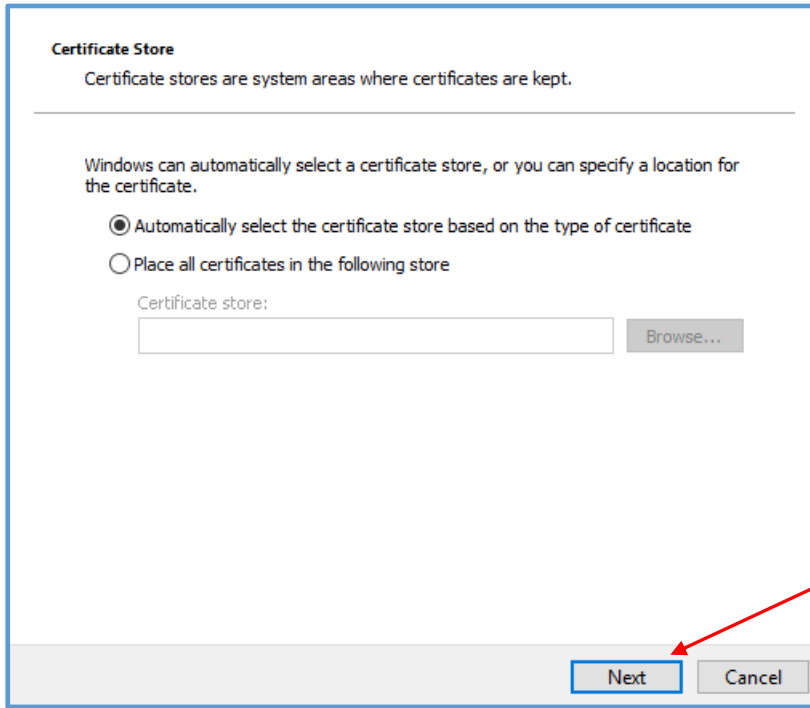 Certificate Store
Certificate stores are system areas where certificates are kept.
Windows can automatically select a certificate store, or you can specify a location for
the certificate.
Automatically select the certificate store based on the type of certificate
Place all certificates in the following store
Certificate store:
Browse...
Next Cancel